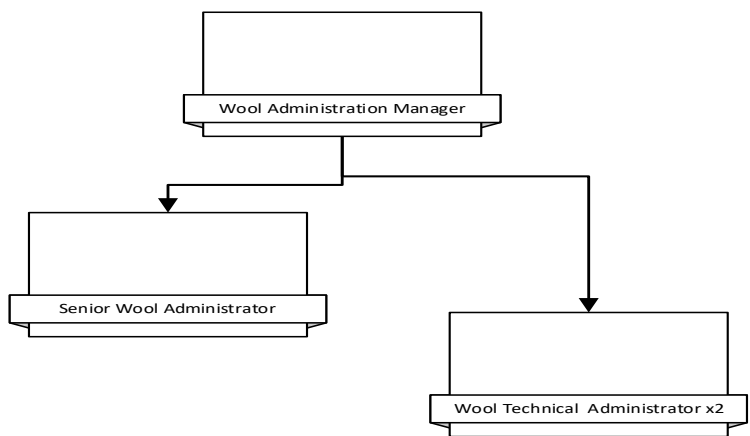 Wool Administration Manager
Senior Wool Administrator
Wool Technical Administrator x2